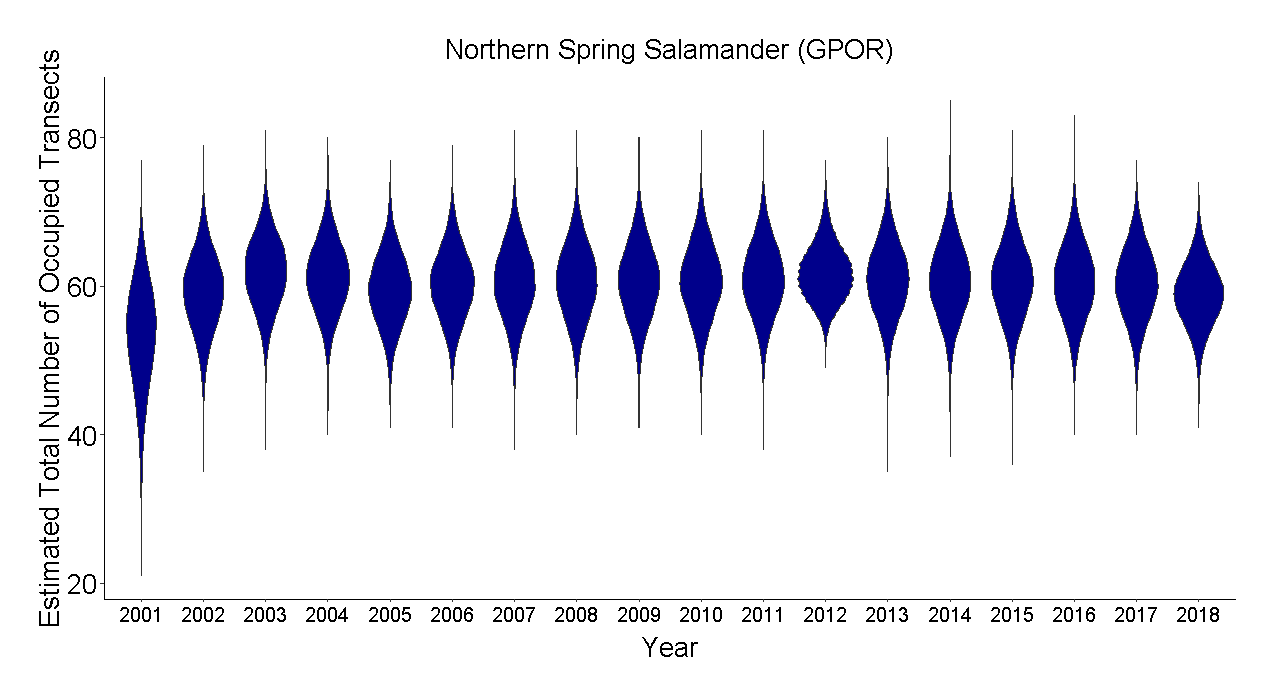 Northern Spring Salamander (GPOR)
Estimated Total Number of Occupied Transects
80
60
40
20
2001 2002 2003 2004 2005 2006 2007 2008 2009 2010 2011 2012 2013 2014 2015 2016 2017 2018
Year